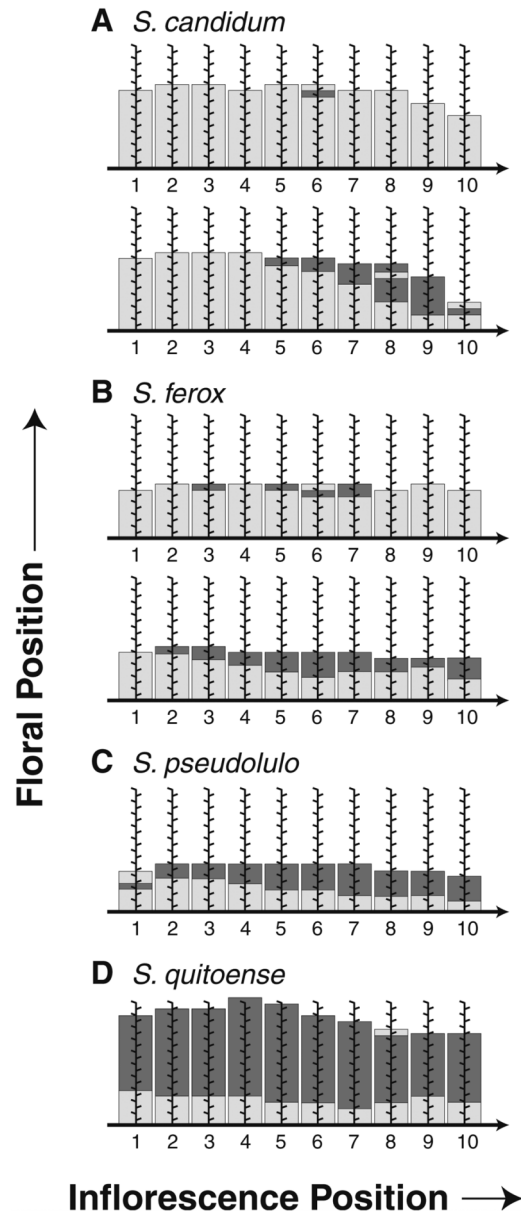 A S. candidum
1 2 3 4 5 6 7 8 9 10
1 2 3 4 5 6 7 8 9 10
B S. ferox
1 2 3 4 5 6 7 8 9 10
1 2 3 4 5 6 7 8 9 10
C S. pseudolulo
1 2 3 4 5 6 7 8 9 10
D S. quitoense
1 2 3 4 5 6 7 8 9 10
Floral Position
Inflorescence Position